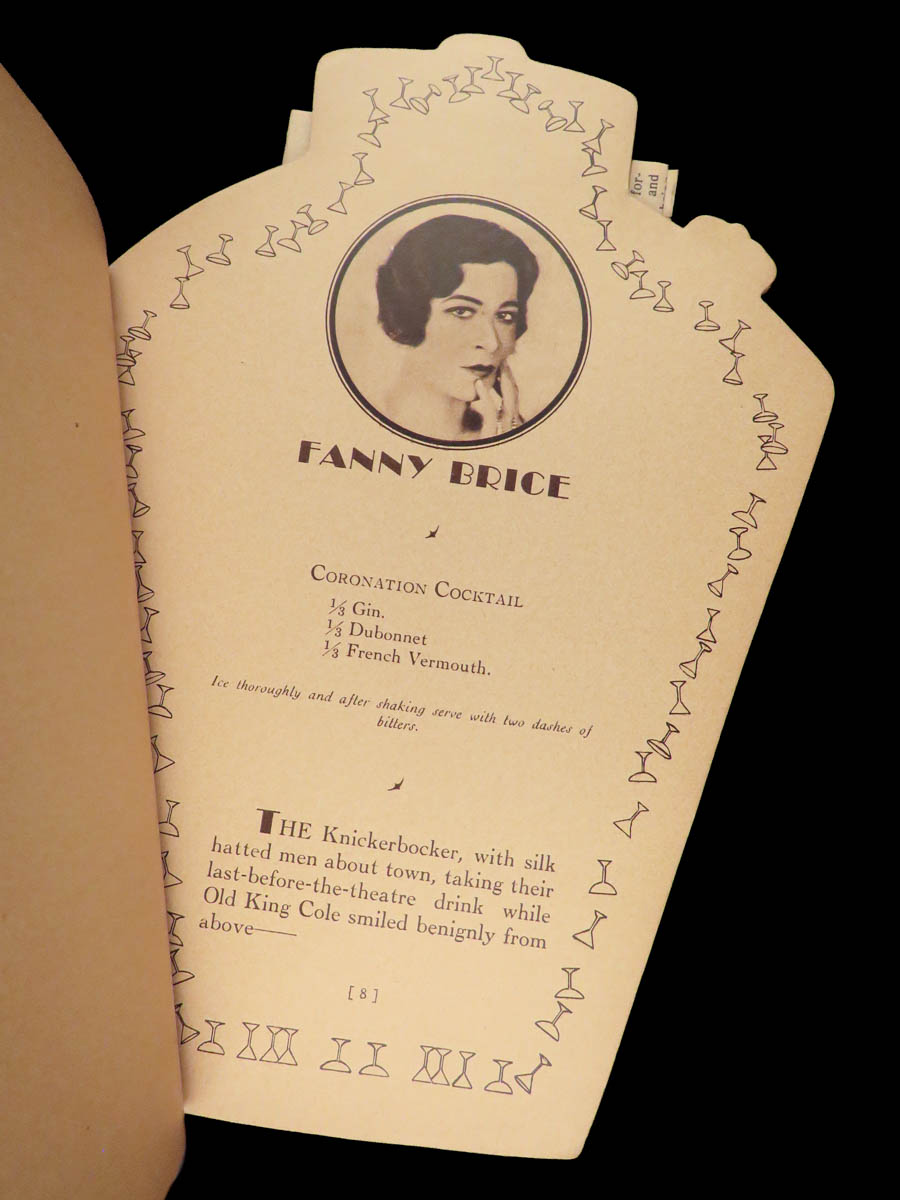 for-
and
FANNY BRICE
CORONATION COCKTAIL
⅓ Gin.
⅓ Dubonnet
⅓ French Vermouth.
Ice thoroughly and after shaking serve with two dashes of
bitters.
THE Knickerbocker, with silk
hatted men about town, taking their
last-before-the-theatre drink while
Old King Cole smiled benignly from
above——
[ 8 ]